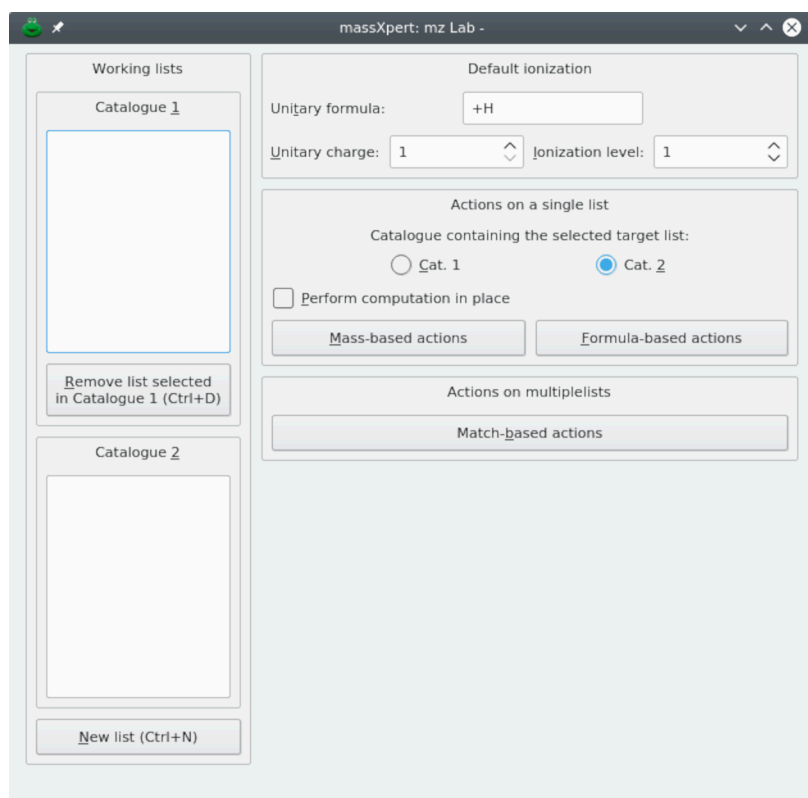 massXpert: mz Lab -
Working lists
Catalogue 1
Remove list selected
in Catalogue 1 (Ctrl+D)
Catalogue 2
New list (Ctrl+N)
Default ionization
Unitary formula: +H
Unitary charge: 1 Ionization level: 1
Actions on a single list
Catalogue containing the selected target list:
Cat. 1 Cat. 2
Perform computation in place
Mass-based actions Formula-based actions
Actions on multiplelists
Match-based actions